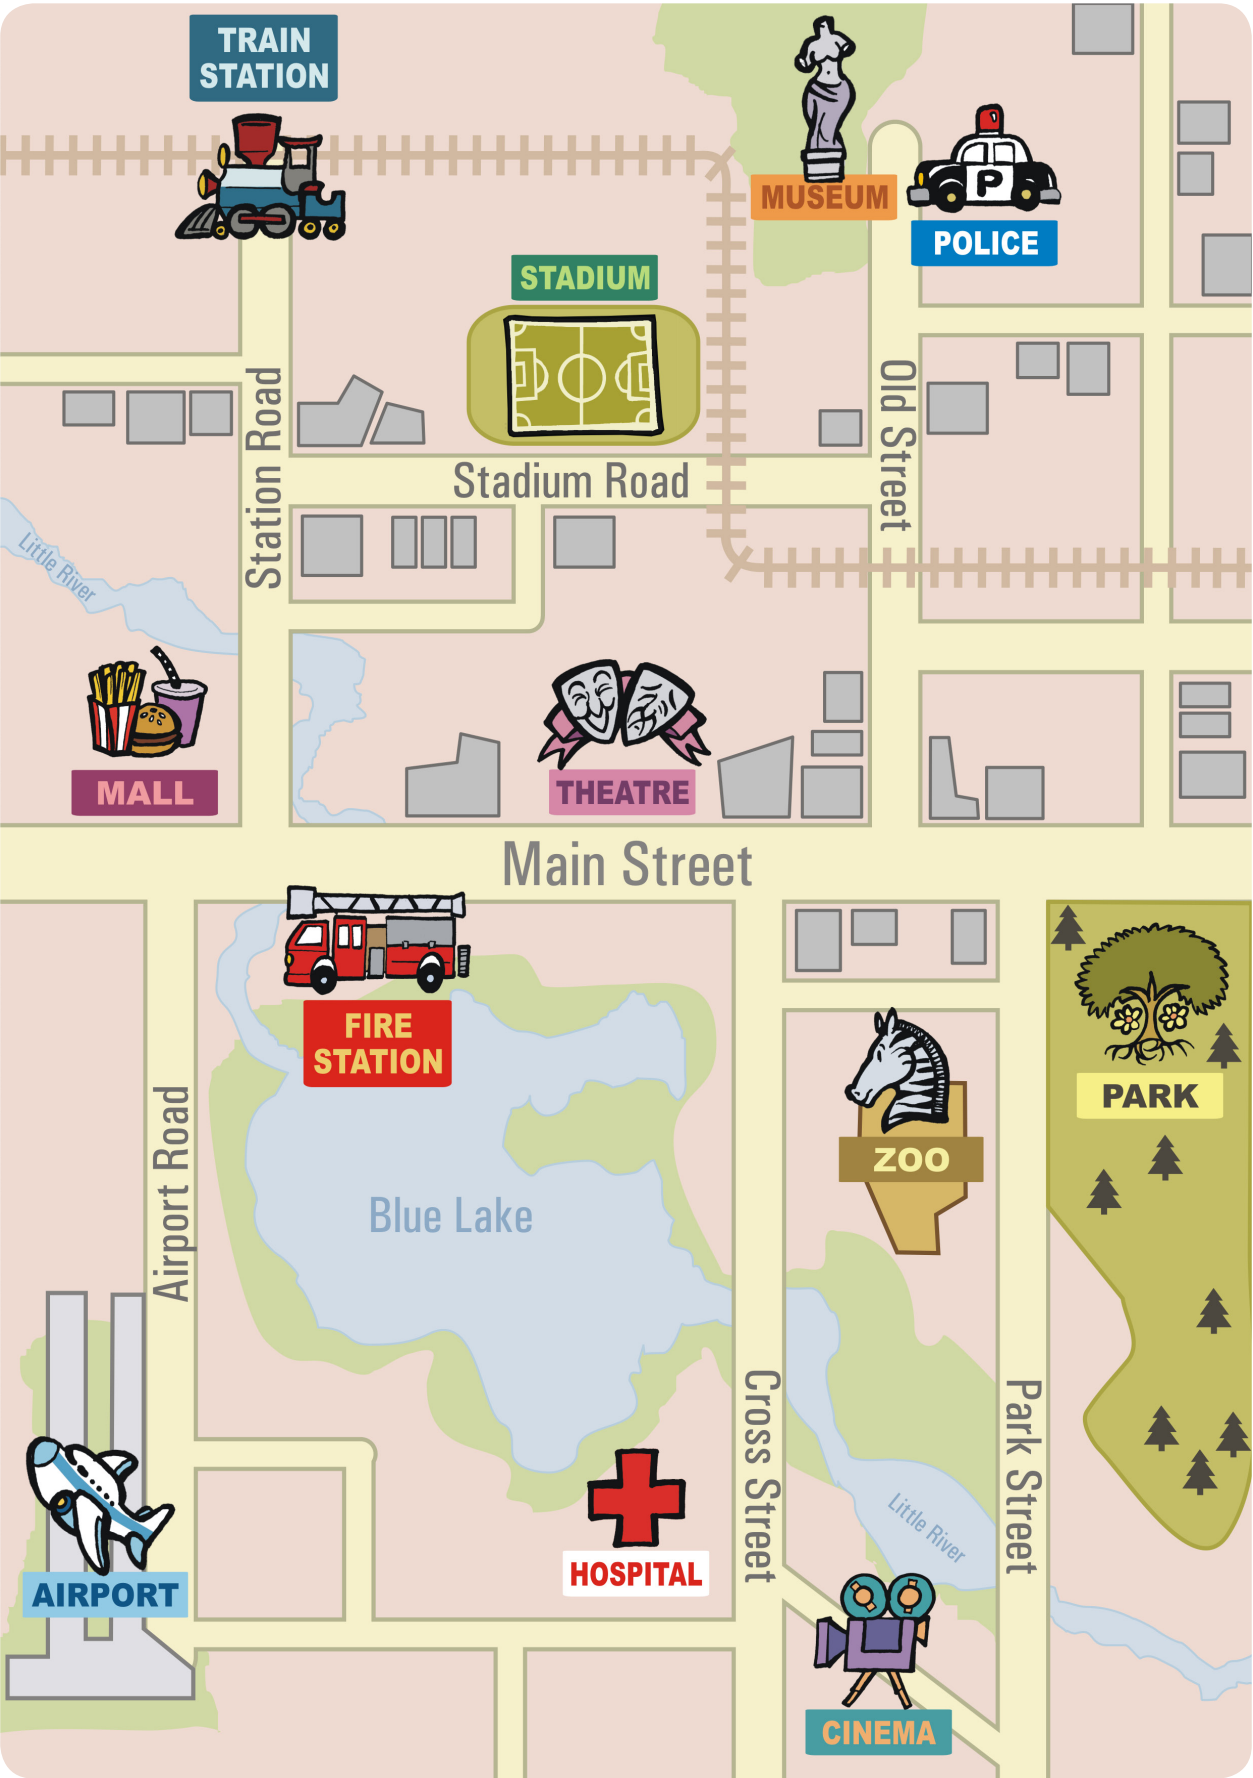 TRAIN
STATION
MUSEUM
P
POLICE
STADIUM
Station Road
Old Street
Stadium Road
Little River
MALL
THEATRE
Main Street
FIRE
STATION
PARK
Airport Road
ZOO
Blue Lake
Cross Street
Park Street
Little River
HOSPITAL
AIRPORT
CINEMA